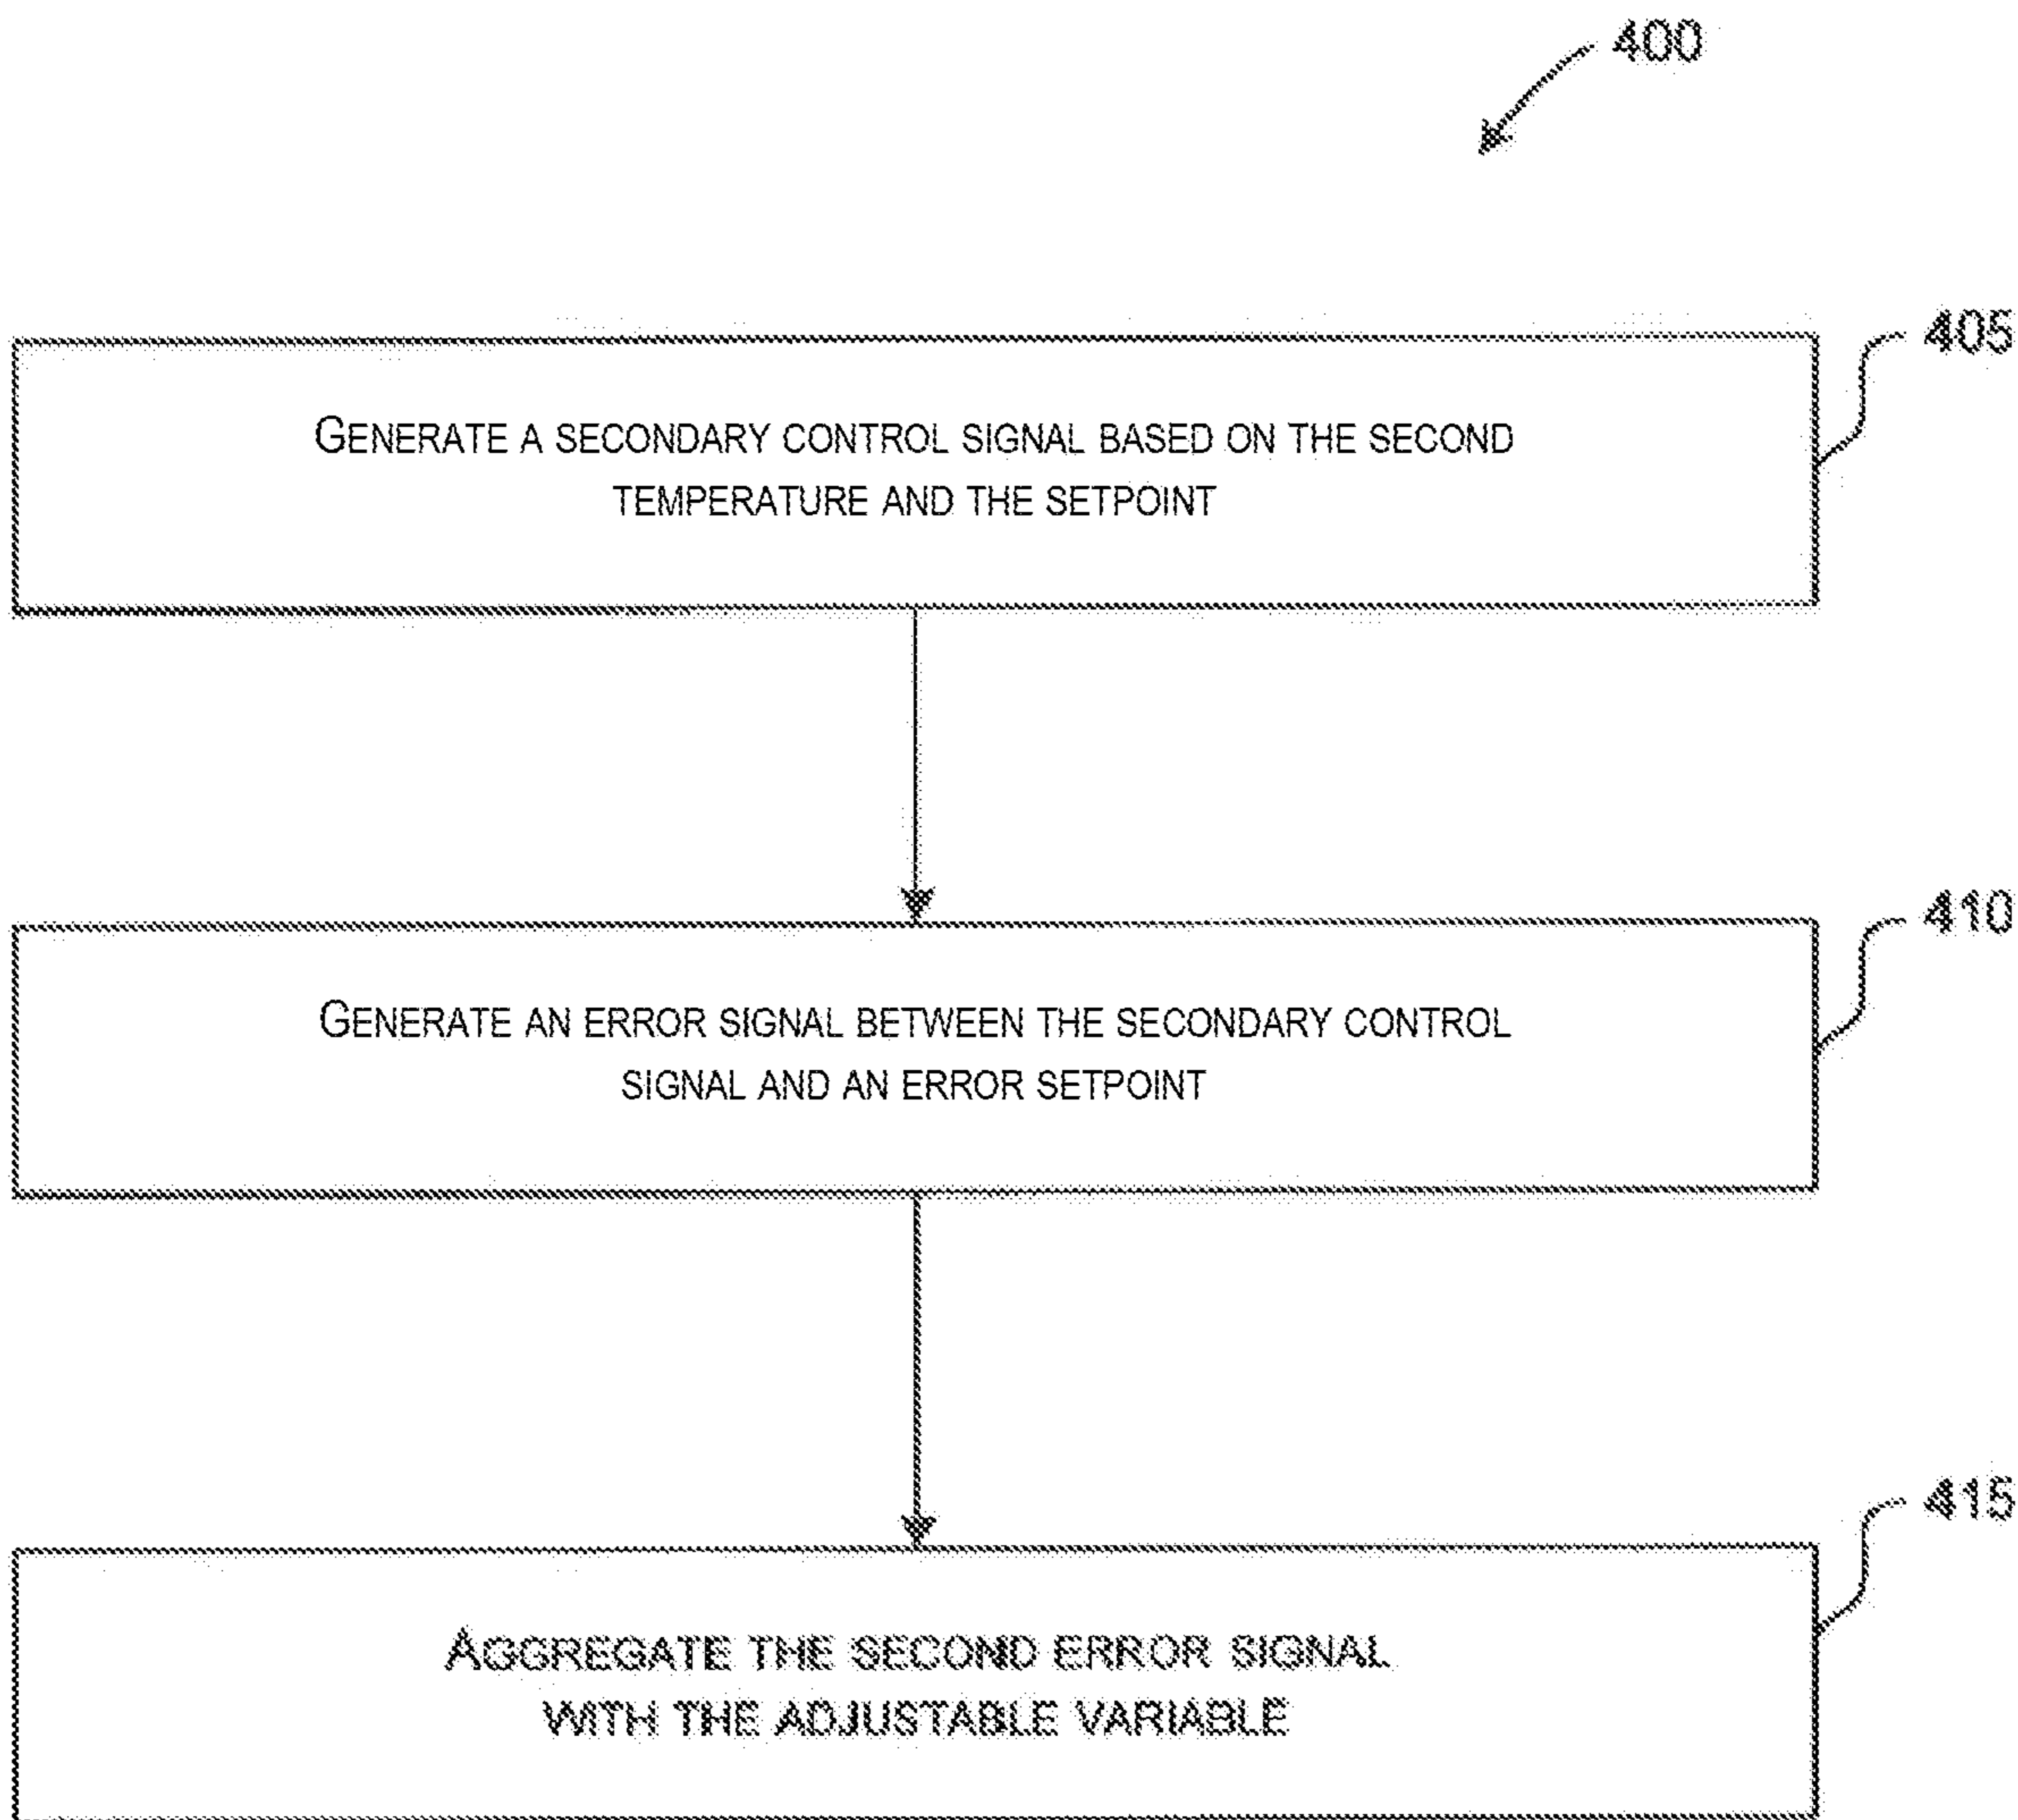 400
405
GENERATE A SECONDARY CONTROL SIGNAL BASED ON THE SECOND
TEMPERATURE AND THE SETPOINT
410
GENERATE AN ERROR SIGNAL BETWEEN THE SECONDARY CONTROL
SIGNAL AND AN ERROR SETPOINT
415
AGGREGATE THE SECOND ERROR SIGNAL
WITH THE ADJUSTABLE VARIABLE